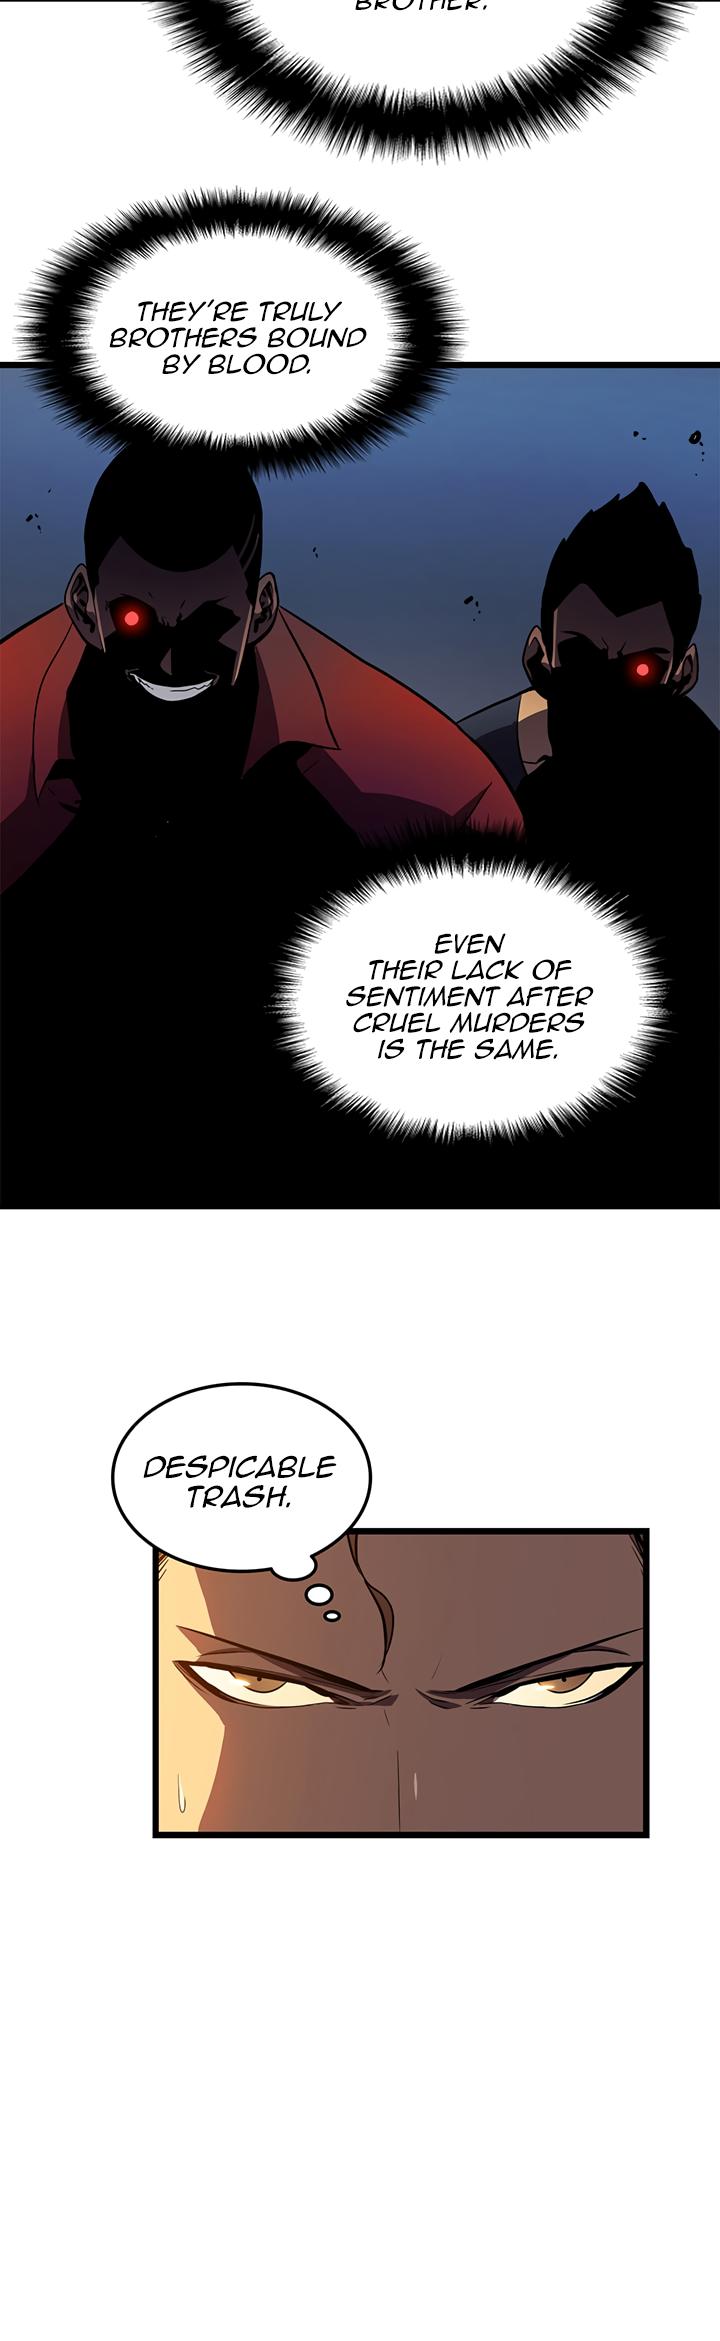 BROTHER.
THEY'RE TRULY
BROTHERS BOUND
BY BLOOD.
EVEN
THEIR LACK OF
SENTIMENT AFTER
CRUEL MURDERS
IS THE SAME.
DESPICABLE
TRASH.